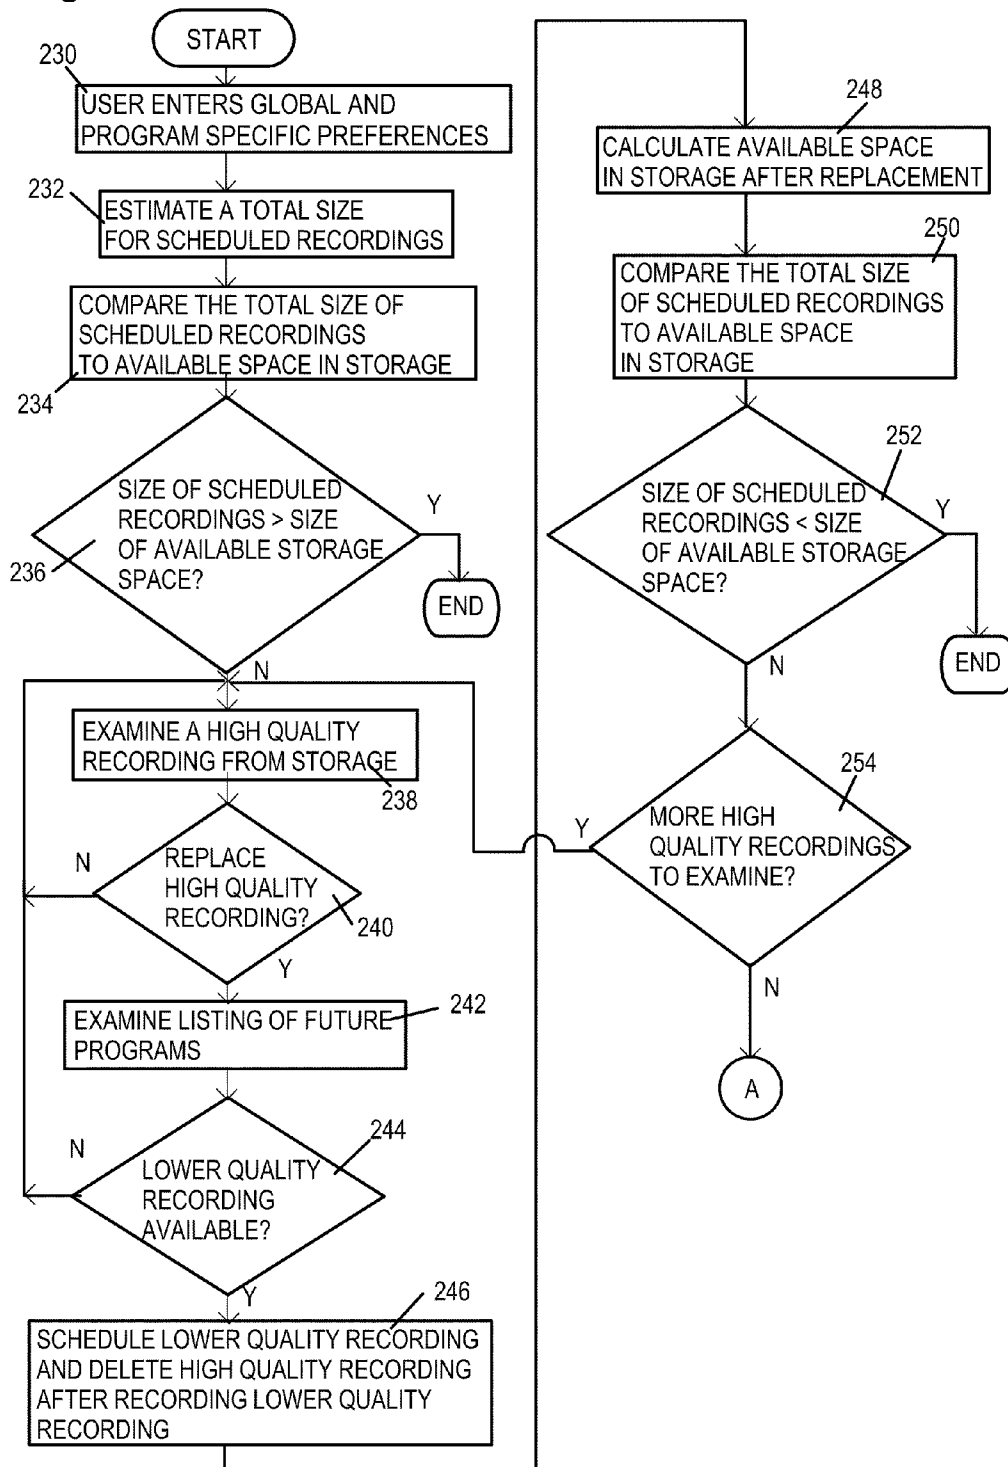 START
230
USER ENTERS GLOBAL AND
PROGRAM SPECIFIC PREFERENCES
232
ESTIMATE A TOTAL SIZE
FOR SCHEDULED RECORDINGS
COMPARE THE TOTAL SIZE OF
SCHEDULED RECORDINGS
TO AVAILABLE SPACE IN STORAGE
234
SIZE OF SCHEDULED
RECORDINGS > SIZE
OF AVAILABLE STORAGE
SPACE?
236
Y
END
N
EXAMINE A HIGH QUALITY
RECORDING FROM STORAGE
238
REPLACE
HIGH QUALITY
RECORDING?
240
N
Y
EXAMINE LISTING OF FUTURE
PROGRAMS
242
LOWER QUALITY
RECORDING
AVAILABLE?
244
N
Y
246
SCHEDULE LOWER QUALITY RECORDING
AND DELETE HIGH QUALITY RECORDING
AFTER RECORDING LOWER QUALITY
RECORDING
248
CALCULATE AVAILABLE SPACE
IN STORAGE AFTER REPLACEMENT
250
COMPARE THE TOTAL SIZE
OF SCHEDULED RECORDINGS
TO AVAILABLE SPACE
IN STORAGE
252
SIZE OF SCHEDULED
RECORDINGS < SIZE
OF AVAILABLE STORAGE
SPACE?
Y
END
N
254
MORE HIGH
QUALITY RECORDINGS
TO EXAMINE?
Y
N
A